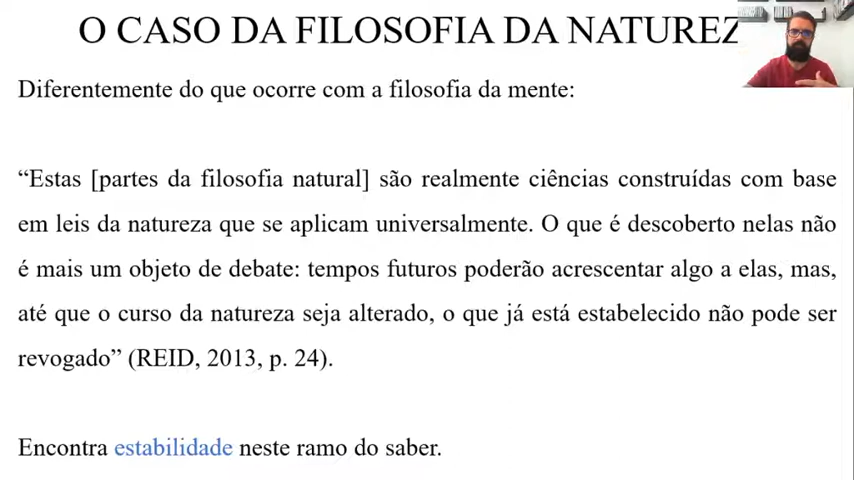 O CASO DA FILOSOFIA DA NATUREZ
Diferentemente do que ocorre com a filosofia da mente:
“Estas [partes da filosofia natural] são realmente ciências construídas com base
em leis da natureza que se aplicam universalmente. O que é descoberto nelas não
é mais um objeto de debate: tempos futuros poderão acrescentar algo a elas, mas,
até que o curso da natureza seja alterado, o que já está estabelecido não pode ser
revogado” (REID, 2013, p. 24).
Encontra estabilidade neste ramo do saber.